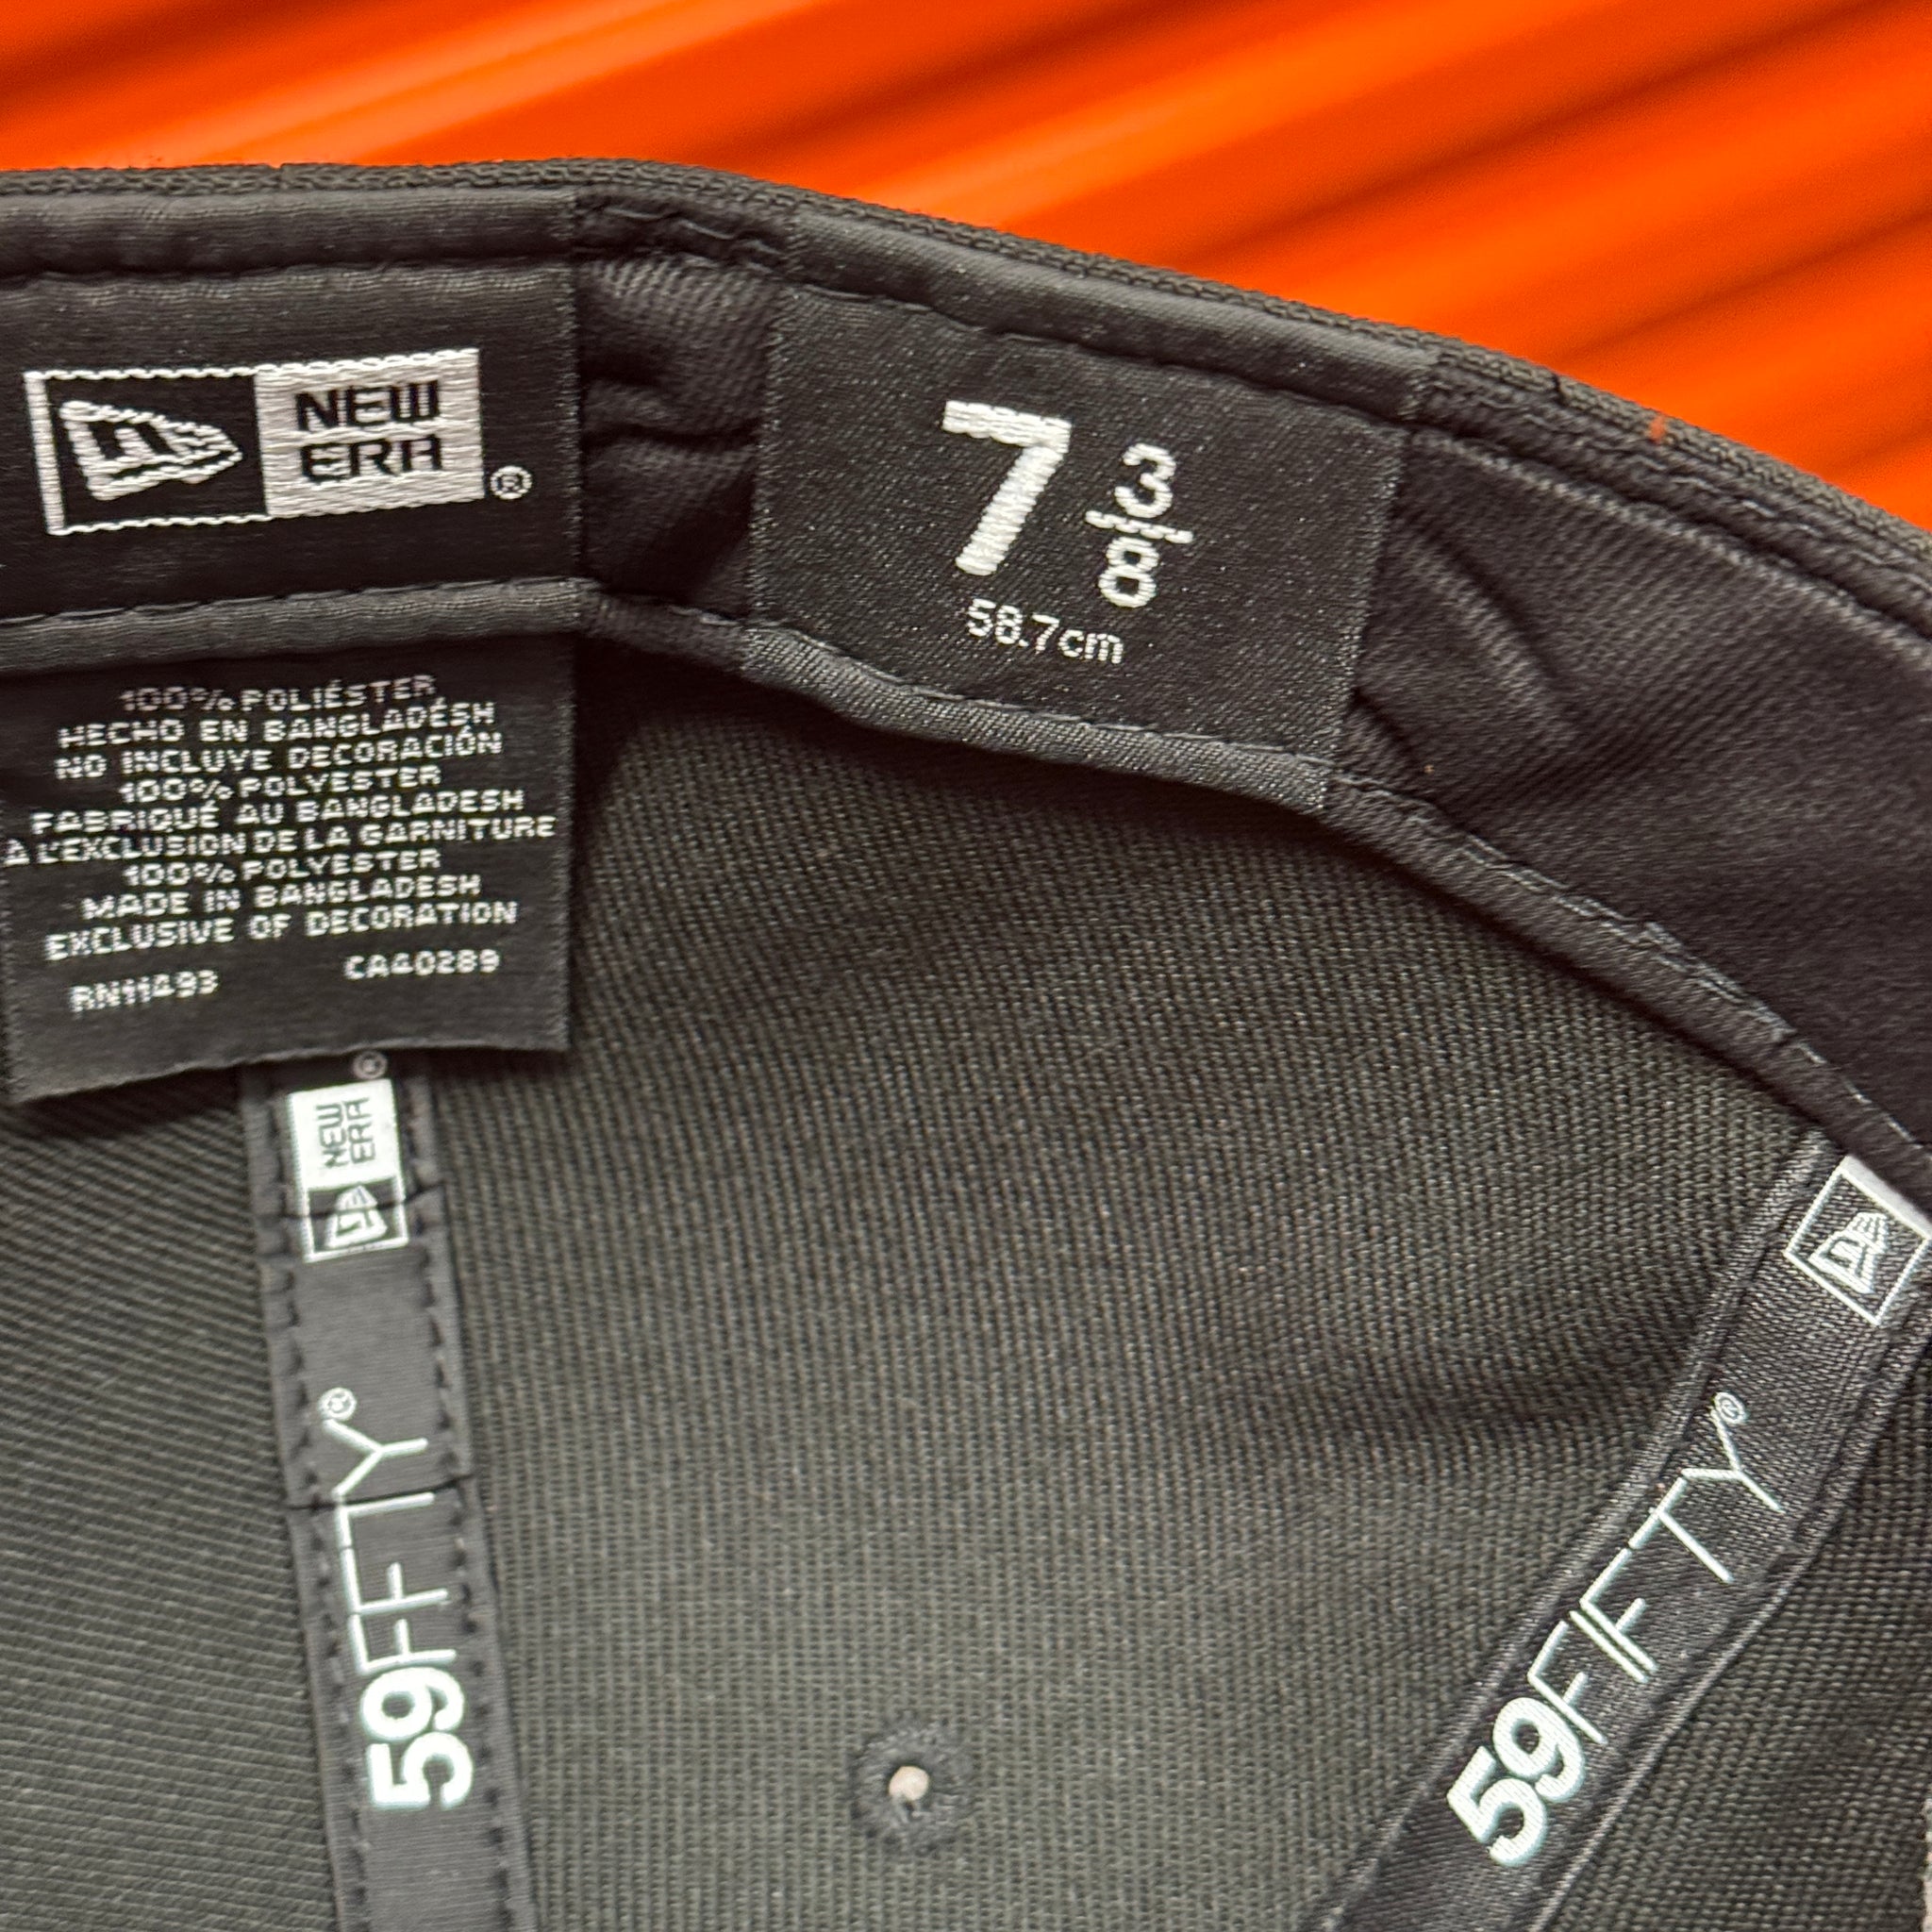 NEW
ERA
®
7 3/8
58.7cm
100% POLIÉSTER
HECHO EN BANGLADÉSH
NO INCLUYE DECORACIÓN
100% POLYESTER
FABRIQUÉ AU BANGLADESH
À L'EXCLUSION DE LA GARNITURE
100% POLYESTER
MADE IN BANGLADESH
EXCLUSIVE OF DECORATION
RN11493 CA40289
NEW
ERA
®
59FIFTY®
59FIFTY®